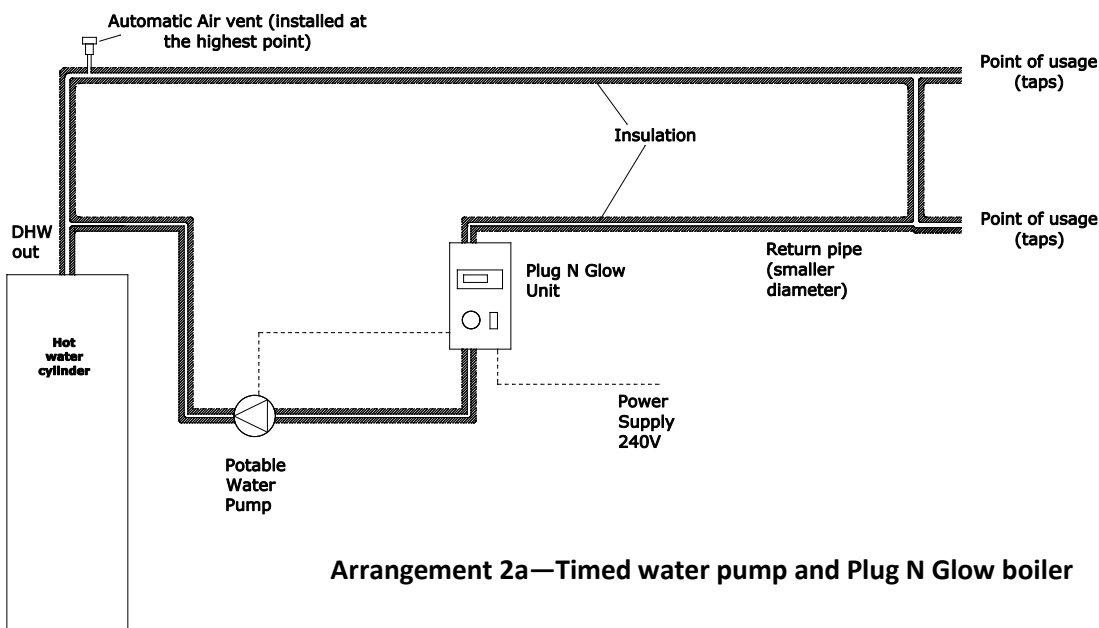 Automatic Air vent (installed at
the highest point)
Point of usage
(taps)
Insulation
DHW
out
Point of usage
(taps)
Return pipe
(smaller
diameter)
Plug N Glow
Unit
Hot
water
cylinder
Power
Supply
240V
Potable
Water
Pump
Arrangement 2a—Timed water pump and Plug N Glow boiler